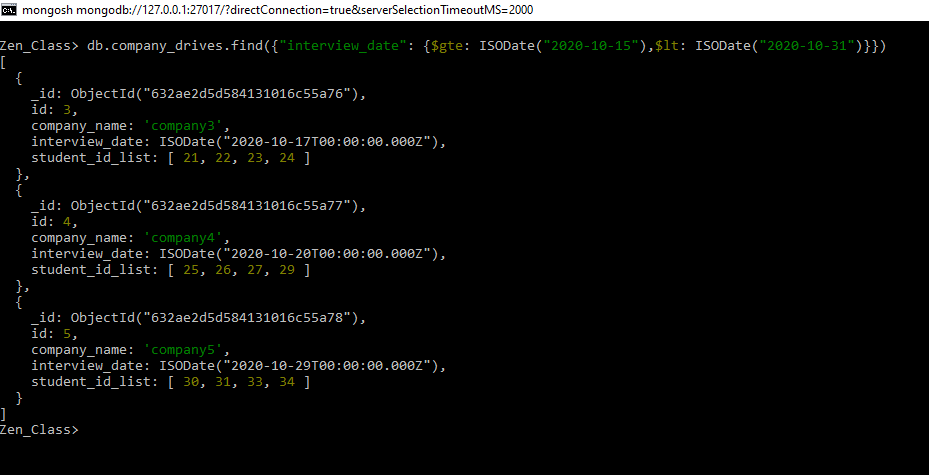 mongosh mongodb://127.0.0.1:27017/?directConnection=true&serverSelectionTimeoutMS=2000
Zen_Class> db.company_drives.find({"interview_date": {$gte: ISODate("2020-10-15"),$lt: ISODate("2020-10-31")}})
[
  {
    _id: ObjectId("632ae2d5d584131016c55a76"),
    id: 3,
    company_name: 'company3',
    interview_date: ISODate("2020-10-17T00:00:00.000Z"),
    student_id_list: [ 21, 22, 23, 24 ]
  },
  {
    _id: ObjectId("632ae2d5d584131016c55a77"),
    id: 4,
    company_name: 'company4',
    interview_date: ISODate("2020-10-20T00:00:00.000Z"),
    student_id_list: [ 25, 26, 27, 29 ]
  },
  {
    _id: ObjectId("632ae2d5d584131016c55a78"),
    id: 5,
    company_name: 'company5',
    interview_date: ISODate("2020-10-29T00:00:00.000Z"),
    student_id_list: [ 30, 31, 33, 34 ]
  }
]
Zen_Class>